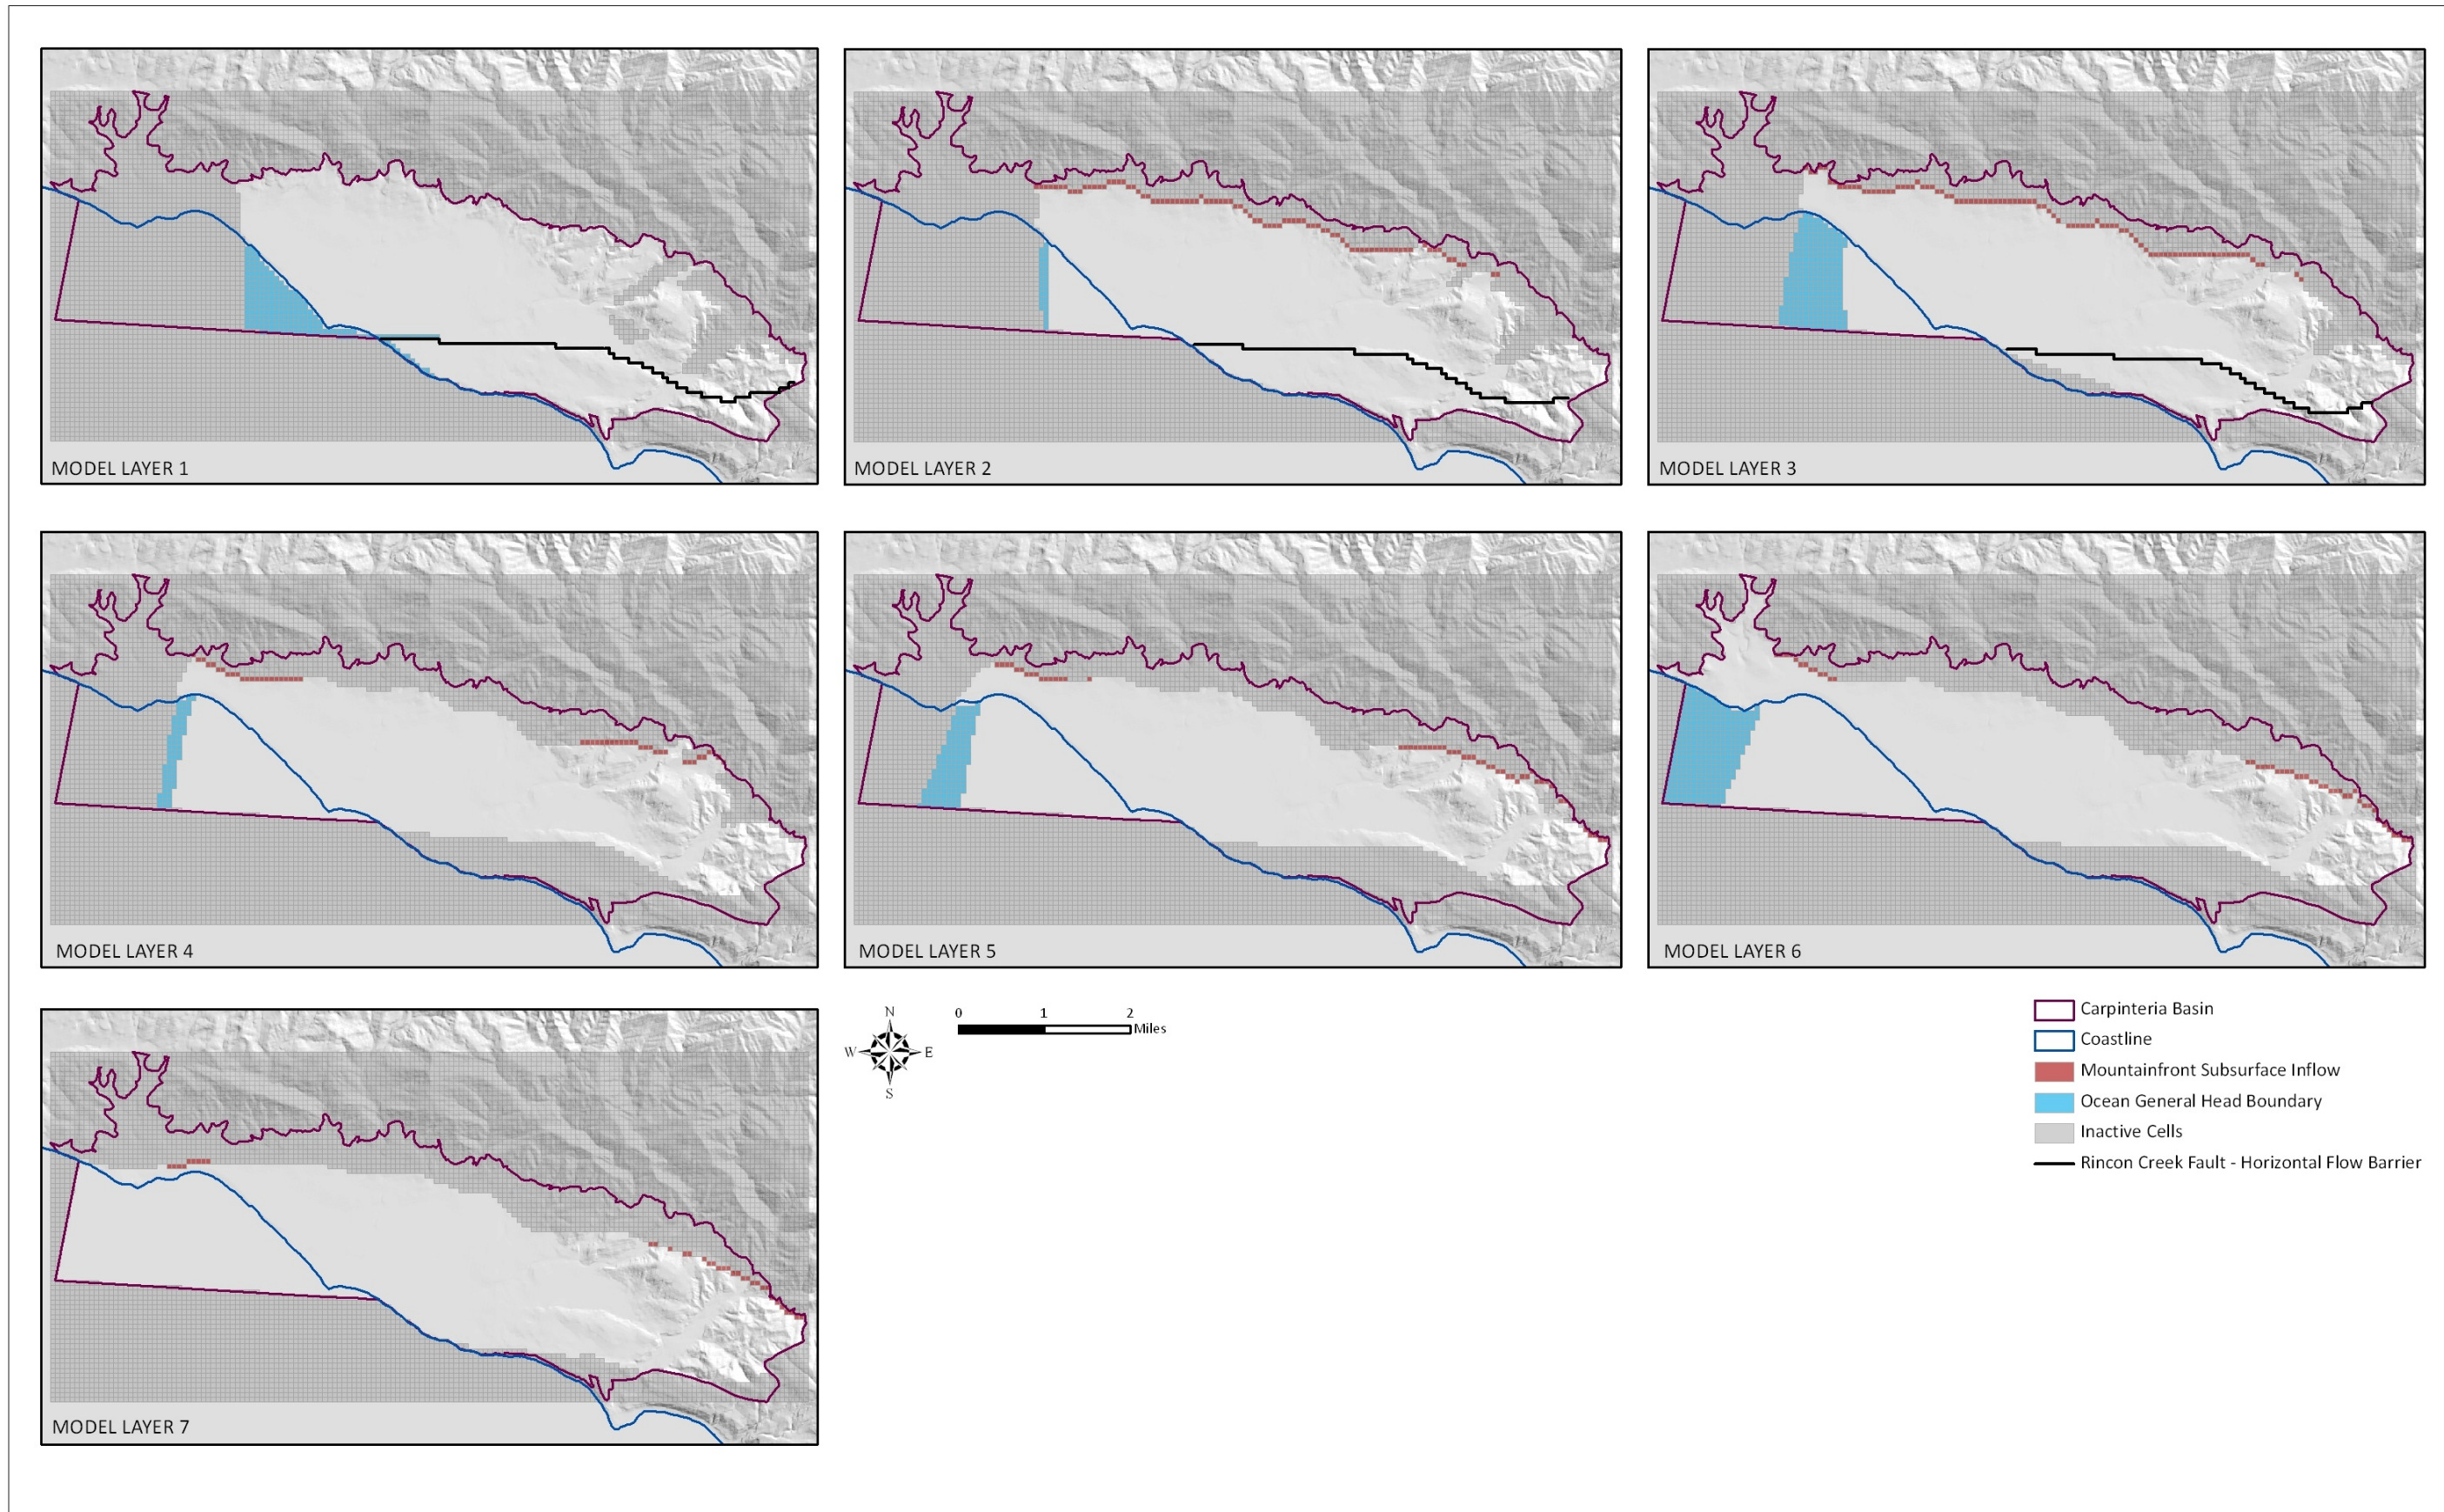 MODEL LAYER 1
MODEL LAYER 2
MODEL LAYER 3
MODEL LAYER 4
MODEL LAYER 5
MODEL LAYER 6
MODEL LAYER 7
N
W E
S
0 1 2
Miles
Carpinteria Basin
Coastline
Mountainfront Subsurface Inflow
Ocean General Head Boundary
Inactive Cells
Rincon Creek Fault - Horizontal Flow Barrier